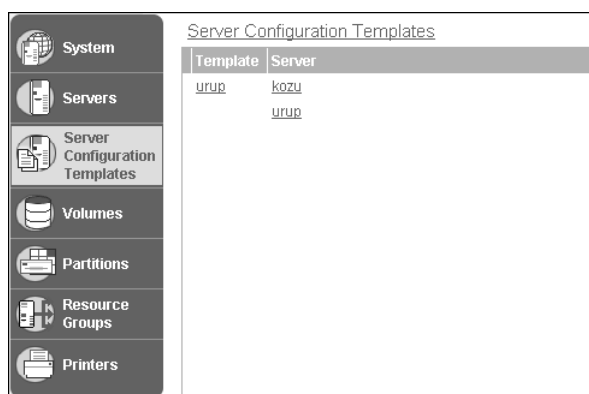 System
Servers
Server
Configuration
Templates
Volumes
Partitions
Resource
Groups
Printers
Server Configuration Templates
Template Server
urup kozu
urup